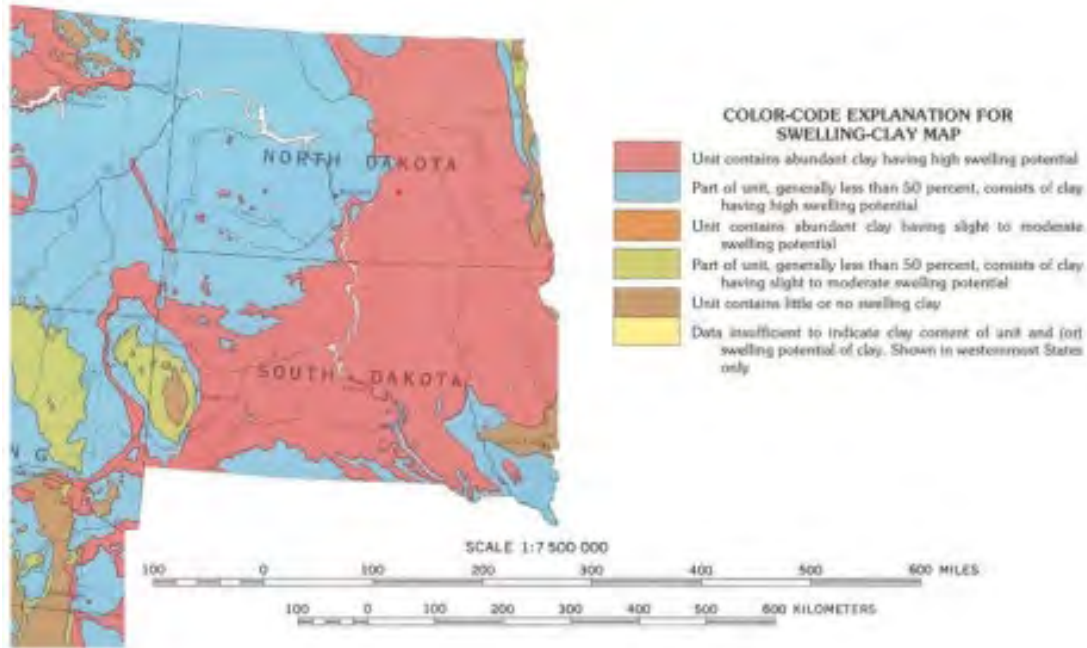 NORTH DAKOTA
SOUTH DAKOTA
N G
COLOR-CODE EXPLANATION FOR
SWELLING-CLAY MAP
Unit contains abundant clay having high swelling potential
Part of unit, generally less than 50 percent, consists of clay
having high swelling potential
Unit contains abundant clay having slight to moderate
swelling potential
Part of unit, generally less than 50 percent, consists of clay
having slight to moderate swelling potential
Unit contains little or no swelling clay
Data insufficient to indicate clay content of unit and (or)
swelling potential of clay. Shown in westernmost States
only
SCALE 1:7 500 000
100 0 100 200 300 400 500 600 MILES
100 0 100 200 300 400 500 600 KILOMETERS